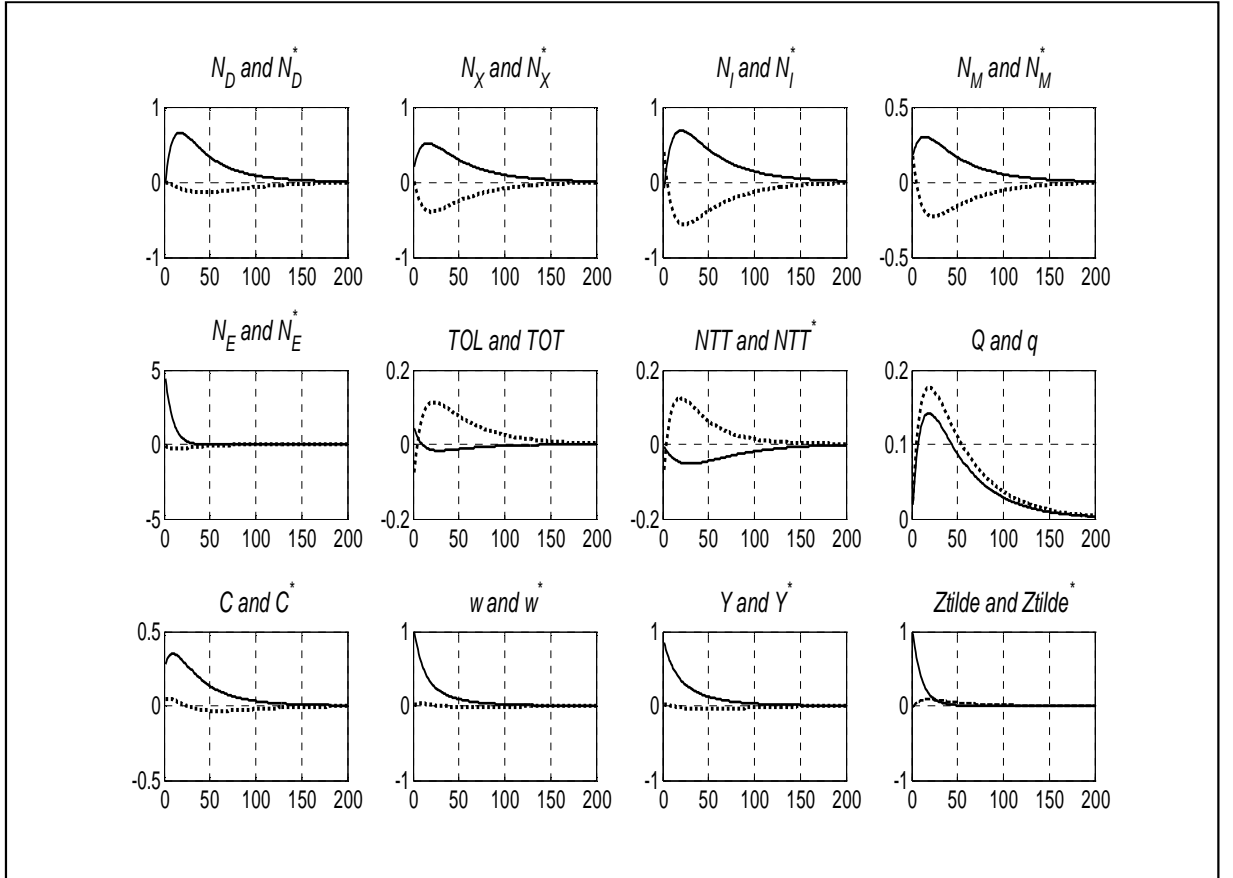 N_D and N_D^*
N_X and N_X^*
N_I and N_I^*
N_M and N_M^*
1
0
-1
0 50 100 150 200
1
0
-1
0 50 100 150 200
1
0
-1
0 50 100 150 200
0.5
0
-0.5
0 50 100 150 200
N_E and N_E^*
TOL and TOT
NTT and NTT^*
Q and q
5
0
-5
0 50 100 150 200
0.2
0
-0.2
0 50 100 150 200
0.2
0
-0.2
0 50 100 150 200
0.2
0.1
0
0 50 100 150 200
C and C^*
w and w^*
Y and Y^*
Ztilde and Ztilde^*
0.5
0
-0.5
0 50 100 150 200
1
0
-1
0 50 100 150 200
1
0
-1
0 50 100 150 200
1
0
-1
0 50 100 150 200